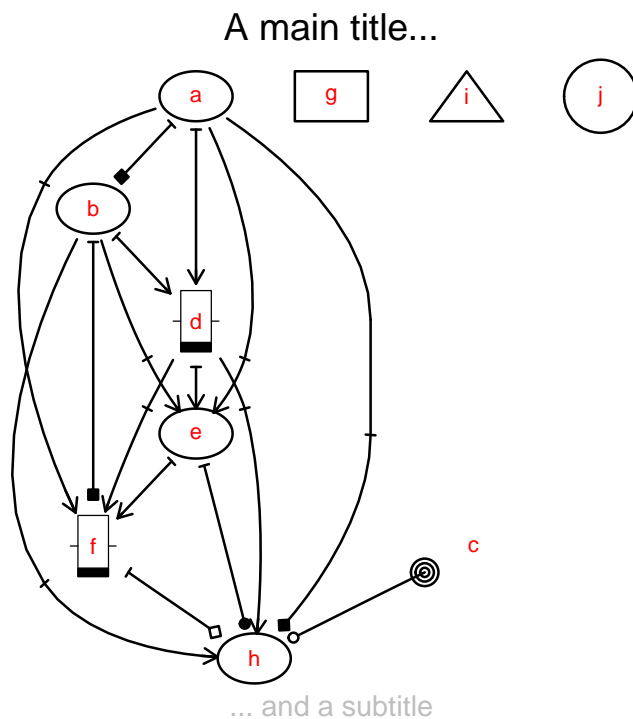 A main title...
a g i j
b
d
e
f c
h
... and a subtitle